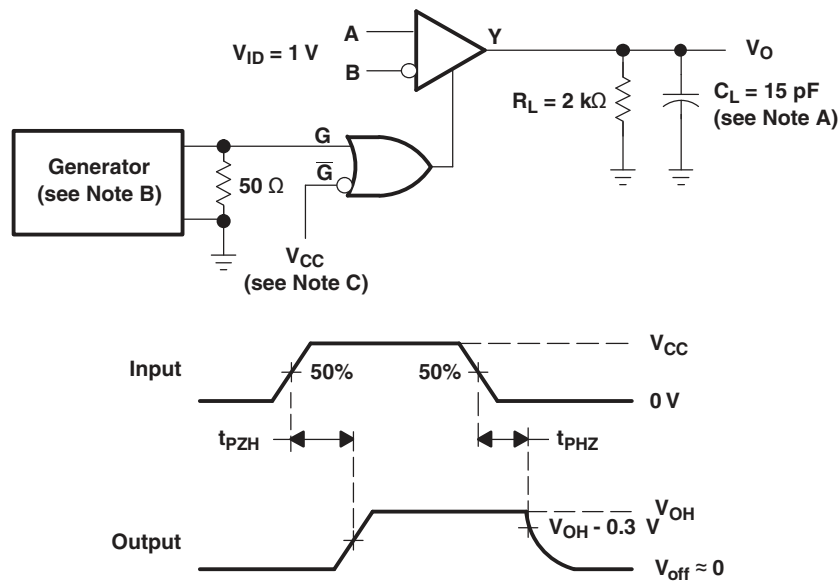 A
Y
V_O
V_ID = 1 V
B
R_L = 2 kΩ
C_L = 15 pF
(see Note A)
G
G̅
Generator
(see Note B)
50 Ω
V_CC
(see Note C)
V_CC
Input
50%
50%
0 V
t_PZH
t_PHZ
V_OH
V_OH - 0.3 V
Output
V_off ≈ 0